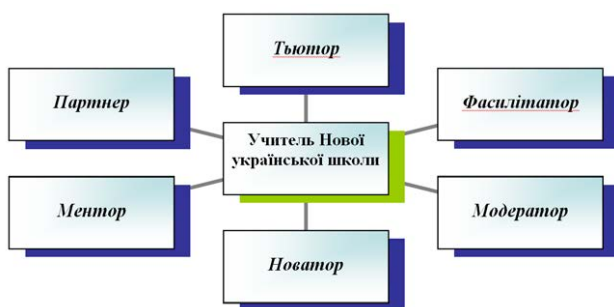 Тьютор
Партнер
Фасилітатор
Учитель Нової
української школи
Ментор
Модератор
Новатор